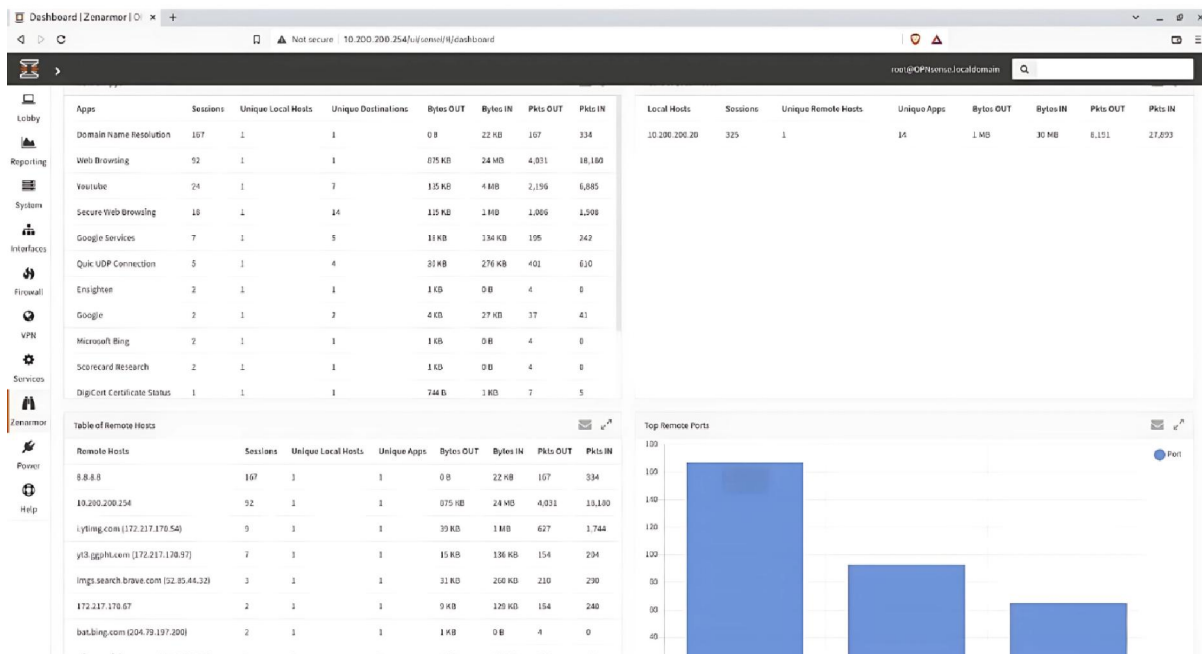 Dashboard | Zenarmor | O
Not secure 10.200.200.254/ui/sensei/#/dashboard
root@OPNsense.localdomain
Lobby
Reporting
System
Interfaces
Firewall
VPN
Services
Zenarmor
Power
Help
Apps Sessions Unique Local Hosts Unique Destinations Bytes OUT Bytes IN Pkts OUT Pkts IN
Domain Name Resolution 167 1 1 0 B 22 KB 167 334
Web Browsing 92 1 1 875 KB 24 MB 4,031 18,180
Youtube 24 1 7 135 KB 4 MB 2,196 6,885
Secure Web Browsing 18 1 14 115 KB 1 MB 1,086 1,508
Google Services 7 1 5 18 KB 134 KB 195 242
Quic UDP Connection 5 1 4 276 KB 401 610
Ensighten 2 1 1 1 KB 0 B 4 0
Google 2 1 2 4 KB 27 KB 37 41
Microsoft Bing 2 1 1 1 KB 0 B 4 0
Scorecard Research 2 1 1 1 KB 0 B 4 0
DigiCert Certificate Status 1 1 1 744 B 1 KB 7 5
Local Hosts Sessions Unique Remote Hosts Unique Apps Bytes OUT Bytes IN Pkts OUT Pkts IN
10.200.200.20 325 1 14 1 MB 30 MB 8,151 27,893
Table of Remote Hosts
Remote Hosts Sessions Unique Local Hosts Unique Apps Bytes OUT Bytes IN Pkts OUT Pkts IN
8.8.8.8 167 1 1 0 B 22 KB 167 334
10.200.200.254 92 1 1 875 KB 24 MB 4,031 18,180
i.ytimg.com (172.217.170.54) 9 1 1 39 KB 1 MB 627 1,744
yt3.ggpht.com (172.217.170.97) 7 1 1 15 KB 136 KB 154 204
imgs.search.brave.com (52.85.44.32) 3 1 1 31 KB 260 KB 210 290
172.217.170.67 2 1 1 9 KB 129 KB 154 240
bat.bing.com (204.79.197.200) 2 1 1 1 KB 0 B 4 0
Top Remote Ports
Port
180
160
140
120
100
80
60
40